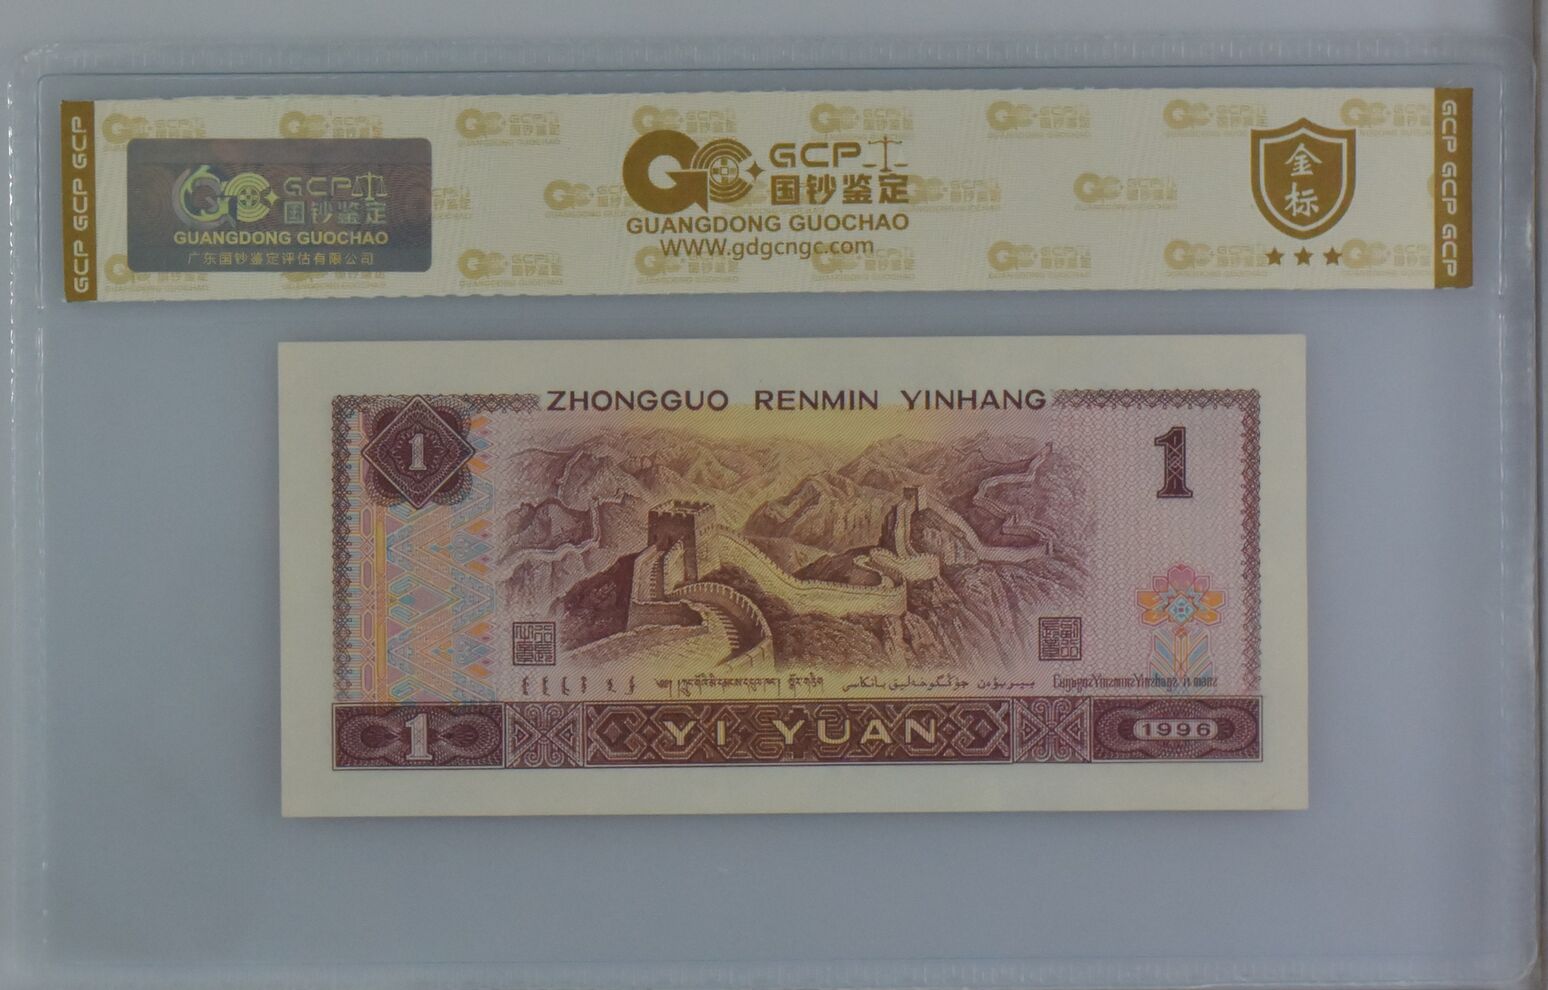 GCP GCP GCP
GCP
国钞鉴定
GUANGDONG GUOCHAO
广东国钞鉴定评估有限公司
GCP
国钞鉴定
GUANGDONG GUOCHAO
WWW.gdgcngc.com
金标
GCP GCP GCP
ZHONGGUO RENMIN YINHANG
1
1
1
YI YUAN
1996